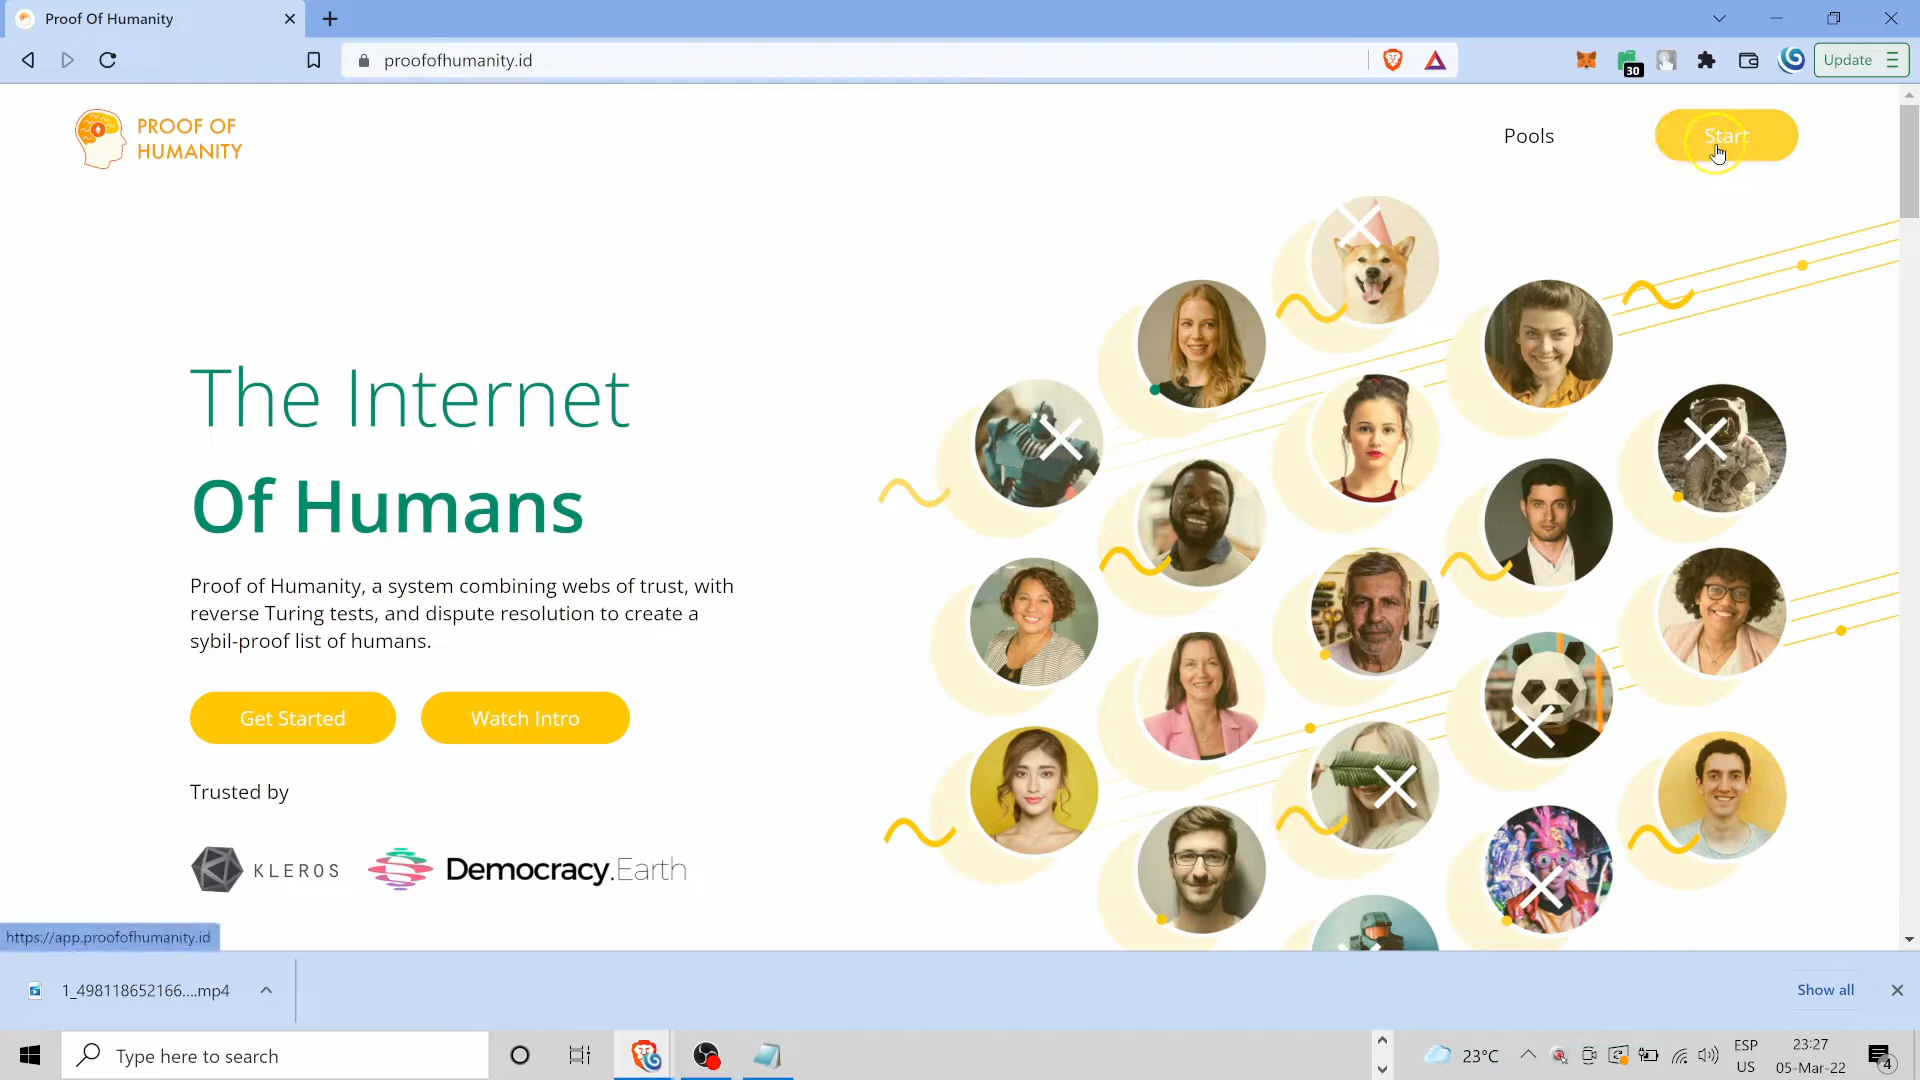 Proof Of Humanity
proofofhumanity.id
30
Update
PROOF OF
HUMANITY
Pools
Start
The Internet
Of Humans
Proof of Humanity, a system combining webs of trust, with
reverse Turing tests, and dispute resolution to create a
sybil-proof list of humans.
Get Started
Watch Intro
Trusted by
KLEROS
Democracy.Earth
https://app.proofofhumanity.id
1_498118652166....mp4
Show all
Type here to search
23°C
ESP
US
23:27
05-Mar-22
4